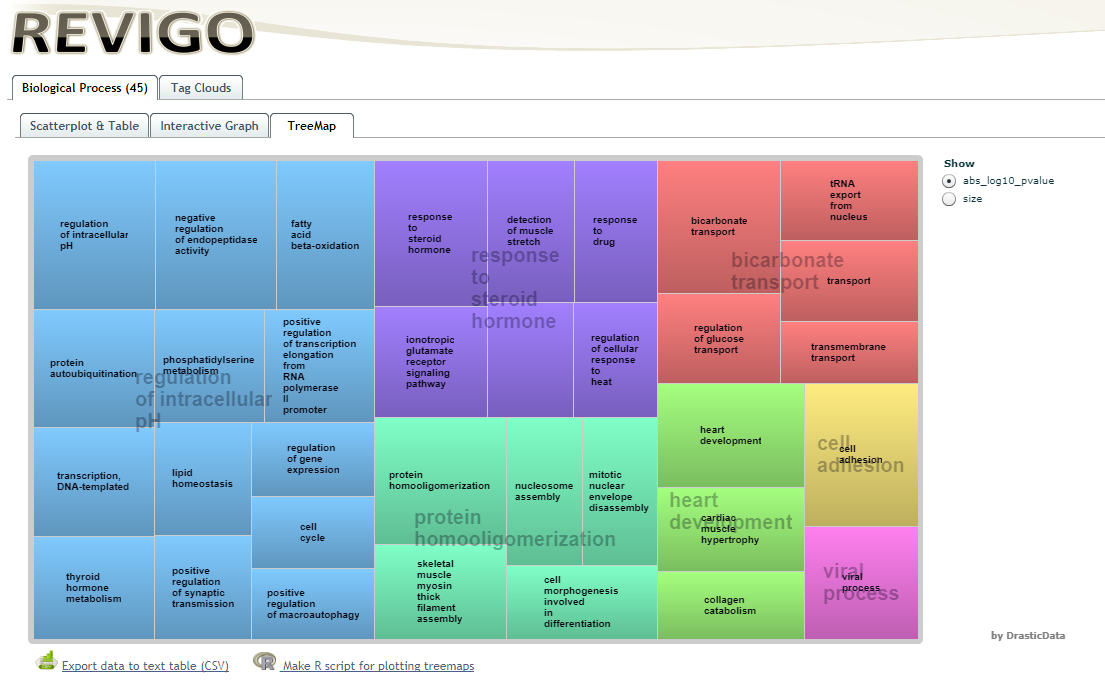 REVIGO
Biological Process (45)
Tag Clouds
Scatterplot & Table
Interactive Graph
TreeMap
regulation
of intracellular
pH
negative
regulation
of endopeptidase
activity
fatty
acid
beta-oxidation
protein
autoubiquitination
phosphatidylserine
metabolism
positive
regulation
of transcription
elongation
from
RNA
polymerase
II
promoter
regulation
of intracellular
pH
transcription,
DNA-templated
lipid
homeostasis
regulation
of gene
expression
cell
cycle
thyroid
hormone
metabolism
positive
regulation
of synaptic
transmission
positive
regulation
of macroautophagy
response
to
steroid
hormone
detection
of muscle
stretch
response
to
drug
response
to
steroid
hormone
ionotropic
glutamate
receptor
signaling
pathway
regulation
of cellular
response
to
heat
protein
homooligomerization
nucleosome
assembly
mitotic
nuclear
envelope
disassembly
protein
homooligomerization
skeletal
muscle
myosin
thick
filament
assembly
cell
morphogenesis
involved
in
differentiation
bicarbonate
transport
tRNA
export
from
nucleus
bicarbonate
transport
transport
regulation
of glucose
transport
transmembrane
transport
heart
development
heart
development
cardiac
muscle
hypertrophy
collagen
catabolism
cell
adhesion
cell
adhesion
viral
process
viral
process
Show
abs_log10_pvalue
size
by DrasticData
Export data to text table (CSV)
R
Make R script for plotting treemaps